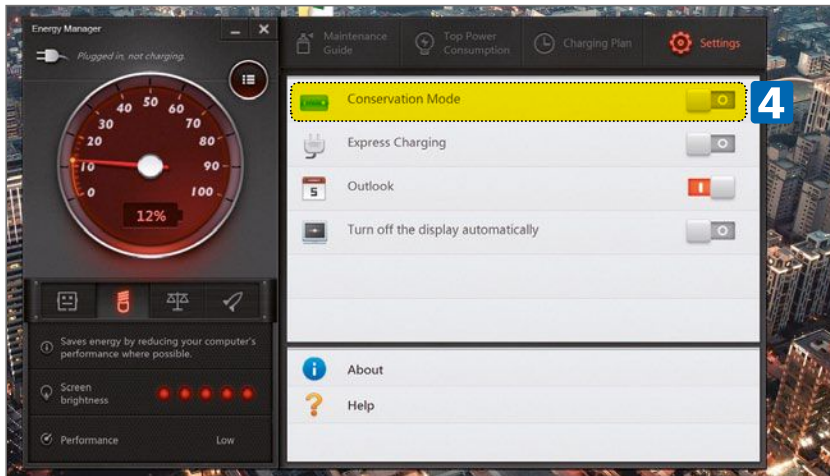 Energy Manager
Plugged in, not charging.
0
10
20
30
40
50
60
70
80
90
100
12%
Saves energy by reducing your computer's
performance where possible.
Screen
brightness
Performance Low
Maintenance
Guide
Top Power
Consumption
Charging Plan
Settings
Conservation Mode
4
Express Charging
5
Outlook
Turn off the display automatically
About
Help